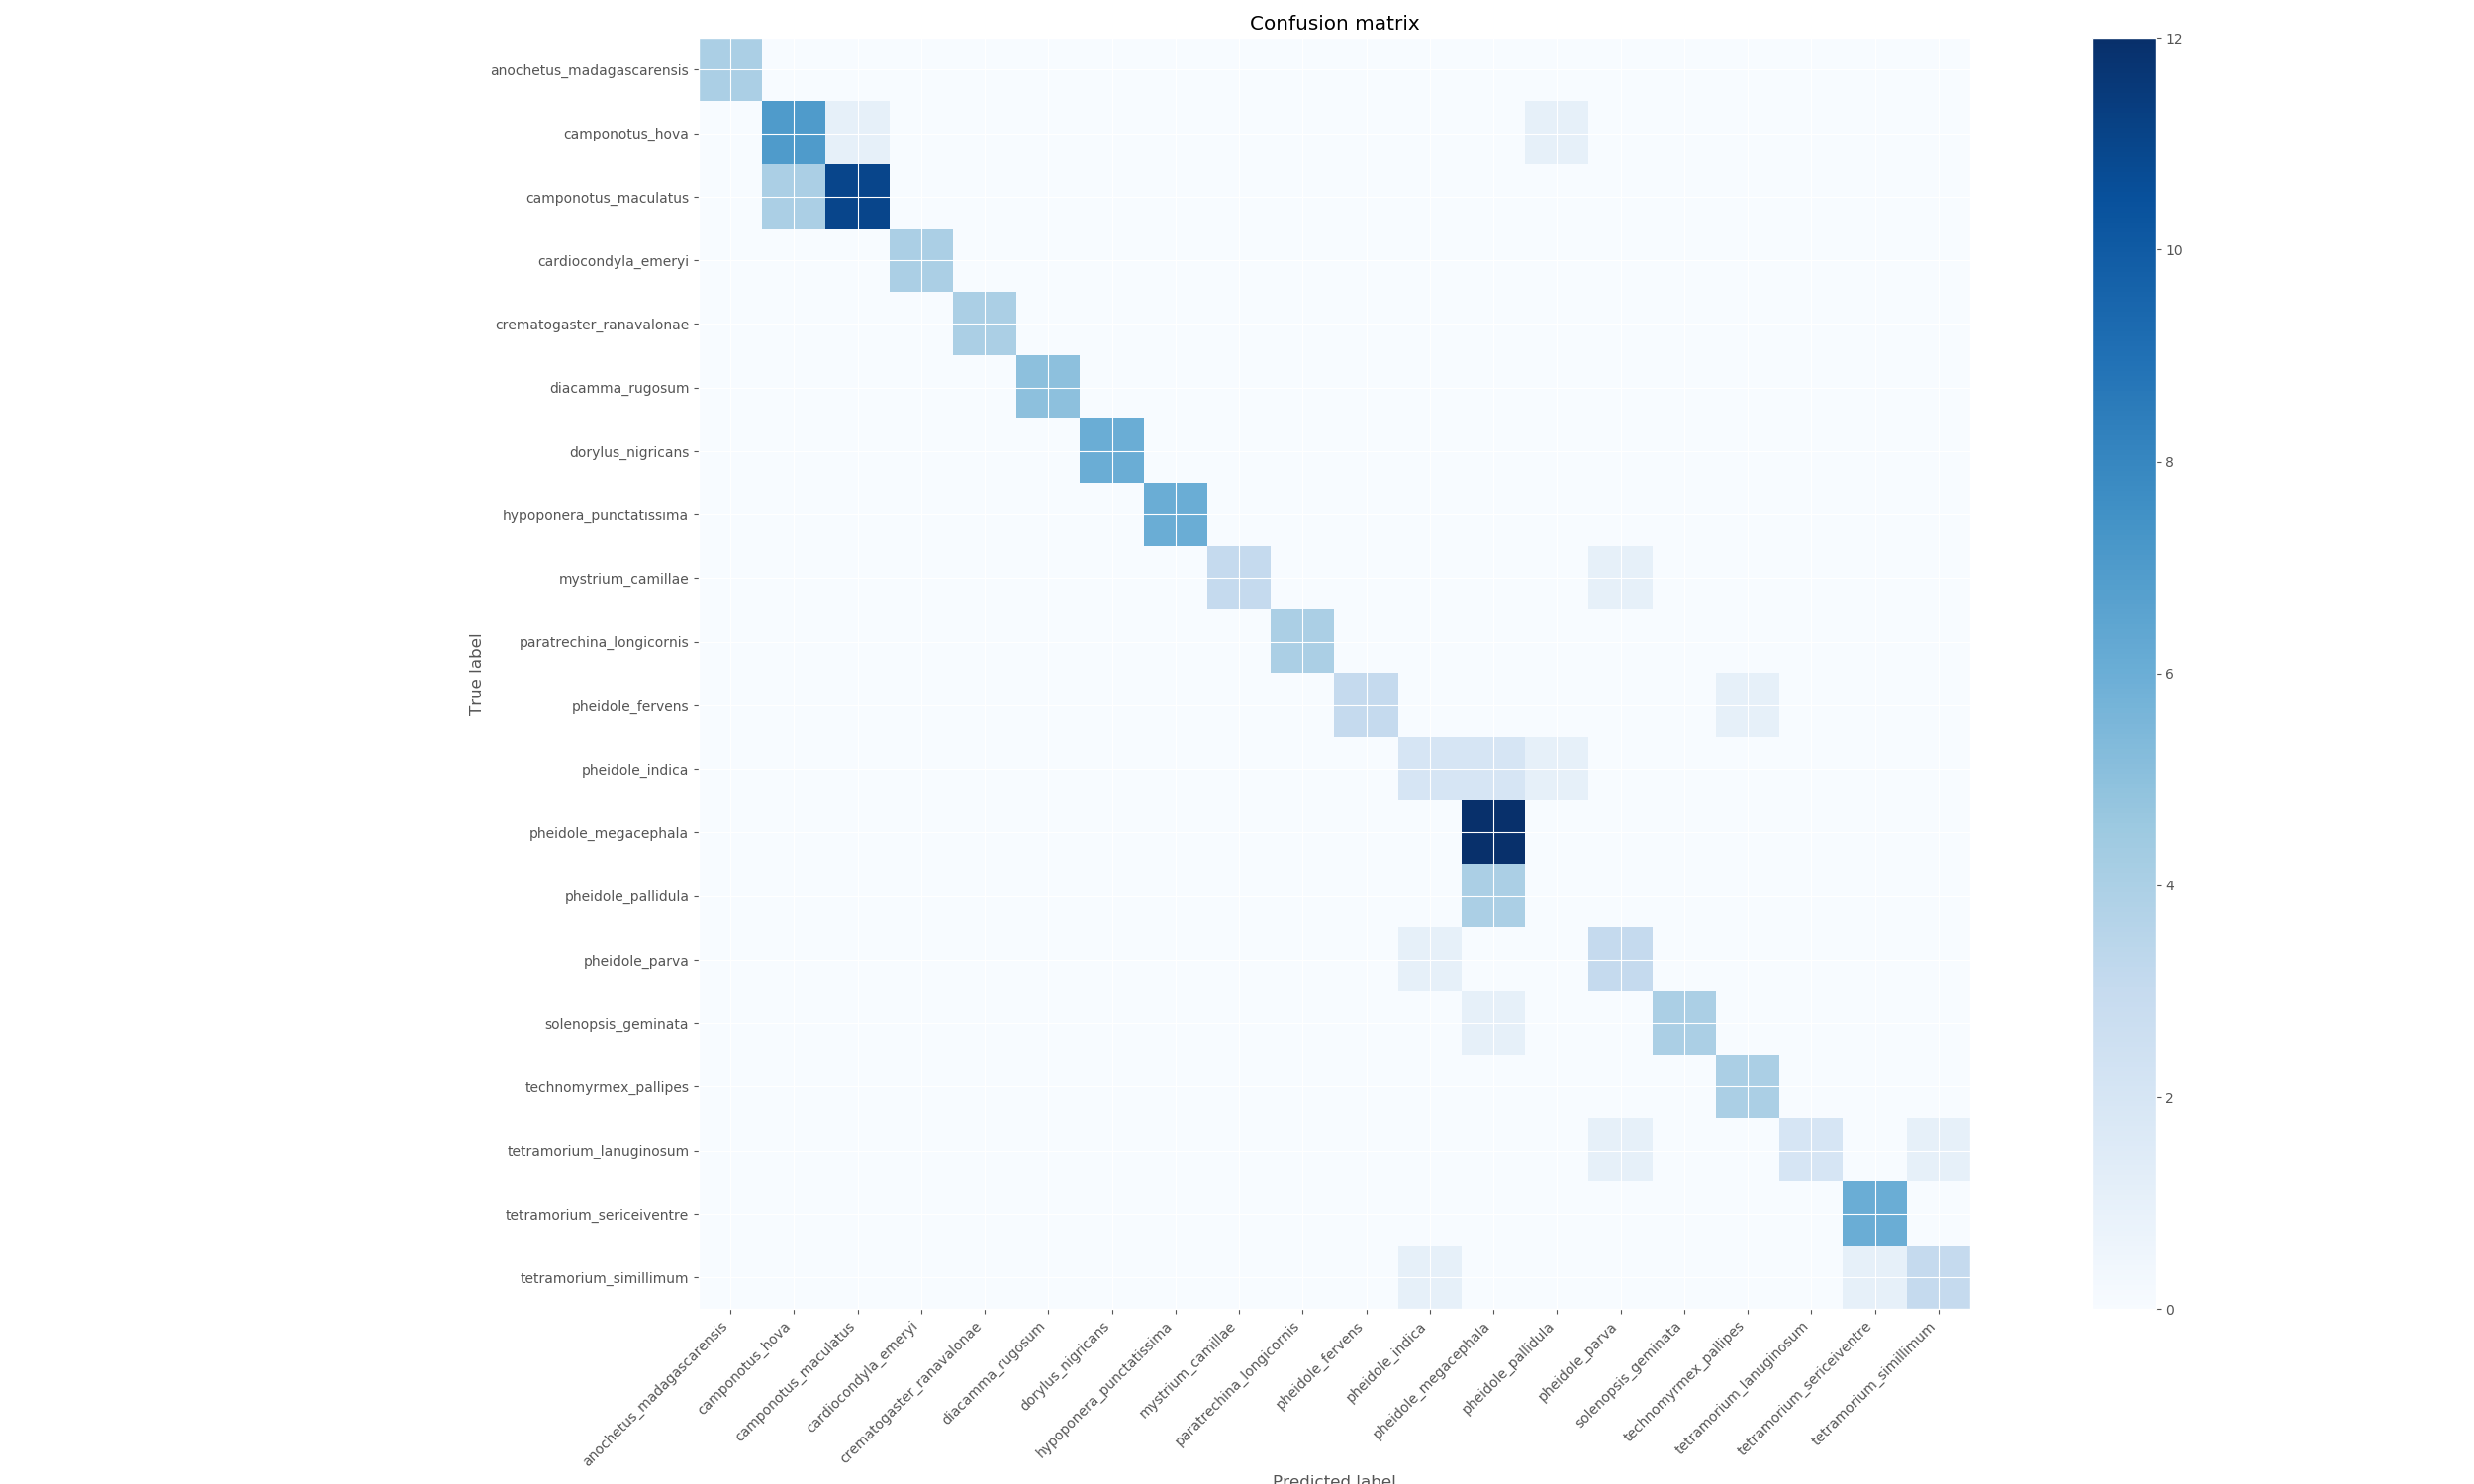 Confusion matrix
True label
anochetus_madagascarensis
camponotus_hova
camponotus_maculatus
cardiocondyla_emeryi
crematogaster_ranavalonae
diacamma_rugosum
dorylus_nigricans
hypoponera_punctatissima
mystrium_camillae
paratrechina_longicornis
pheidole_fervens
pheidole_indica
pheidole_megacephala
pheidole_pallidula
pheidole_parva
solenopsis_geminata
technomyrmex_pallipes
tetramorium_lanuginosum
tetramorium_sericeiventre
tetramorium_simillimum
12
10
8
6
4
2
0
anochetus_madagascarensis
camponotus_hova
camponotus_maculatus
cardiocondyla_emeryi
crematogaster_ranavalonae
diacamma_rugosum
dorylus_nigricans
hypoponera_punctatissima
mystrium_camillae
paratrechina_longicornis
pheidole_fervens
pheidole_indica
pheidole_megacephala
pheidole_pallidula
pheidole_parva
solenopsis_geminata
technomyrmex_pallipes
tetramorium_lanuginosum
tetramorium_sericeiventre
tetramorium_simillimum
Predicted label